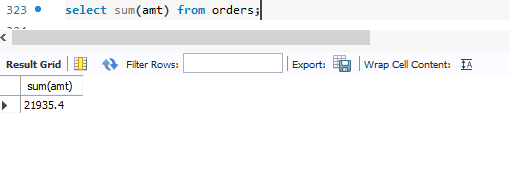 323 select sum(amt) from orders;
Result Grid Filter Rows: Export: Wrap Cell Content:
sum(amt)
21935.4